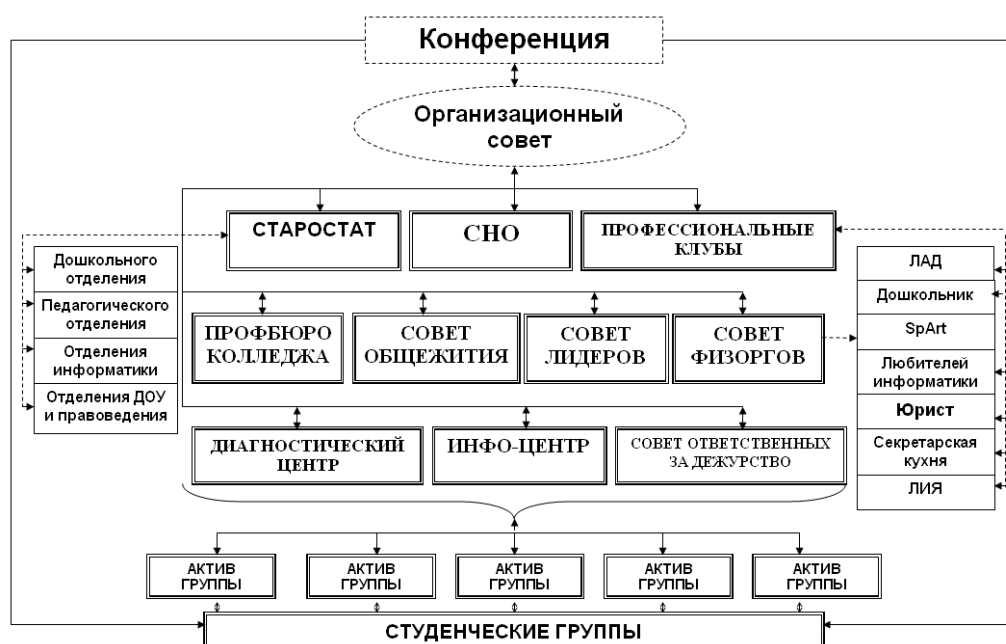 Конференция
Организационный
совет
СТАРОСТАТ
СНО
ПРОФЕССИОНАЛЬНЫЕ
КЛУБЫ
Дошкольного
отделения
Педагогического
отделения
Отделения
информатики
Отделения ДОУ
и правоведения
ПРОФБЮРО
КОЛЛЕДЖА
СОВЕТ
ОБЩЕЖИТИЯ
СОВЕТ
ЛИДЕРОВ
СОВЕТ
ФИЗОРГОВ
ЛАД
Дошкольник
SpArt
Любителей
информатики
Юрист
Секретарская
кухня
ЛИЯ
ДИАГНОСТИЧЕСКИЙ
ЦЕНТР
ИНФО-ЦЕНТР
СОВЕТ ОТВЕТСТВЕННЫХ
ЗА ДЕЖУРСТВО
АКТИВ
ГРУППЫ
АКТИВ
ГРУППЫ
АКТИВ
ГРУППЫ
АКТИВ
ГРУППЫ
АКТИВ
ГРУППЫ
СТУДЕНЧЕСКИЕ ГРУППЫ